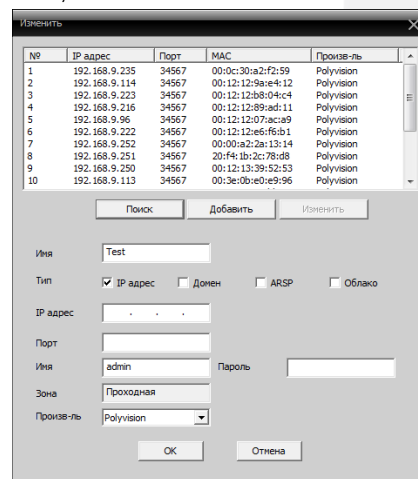 Изменить
№ IP адрес Порт MAC Произв-ль
1 192.168.9.235 34567 00:0c:30:a2:f2:59 Polyvision
2 192.168.9.114 34567 00:12:12:9a:e4:12 Polyvision
3 192.168.9.223 34567 00:12:12:b8:04:c4 Polyvision
4 192.168.9.216 34567 00:12:12:89:ad:11 Polyvision
5 192.168.9.96 34567 00:12:12:07:ac:a9 Polyvision
6 192.168.9.222 34567 00:12:12:e6:f6:b1 Polyvision
7 192.168.9.252 34567 00:00:a2:2a:13:14 Polyvision
8 192.168.9.251 34567 20:f4:1b:2c:78:d8 Polyvision
9 192.168.9.250 34567 00:12:13:39:52:53 Polyvision
10 192.168.9.113 34567 00:3e:0b:e0:e9:96 Polyvision
Поиск Добавить Изменить
Имя Test
Тип IP адрес Домен ARSP Облако
IP адрес . . .
Порт
Имя admin Пароль
Зона Проходная
Произв-ль Polyvision
OK Отмена